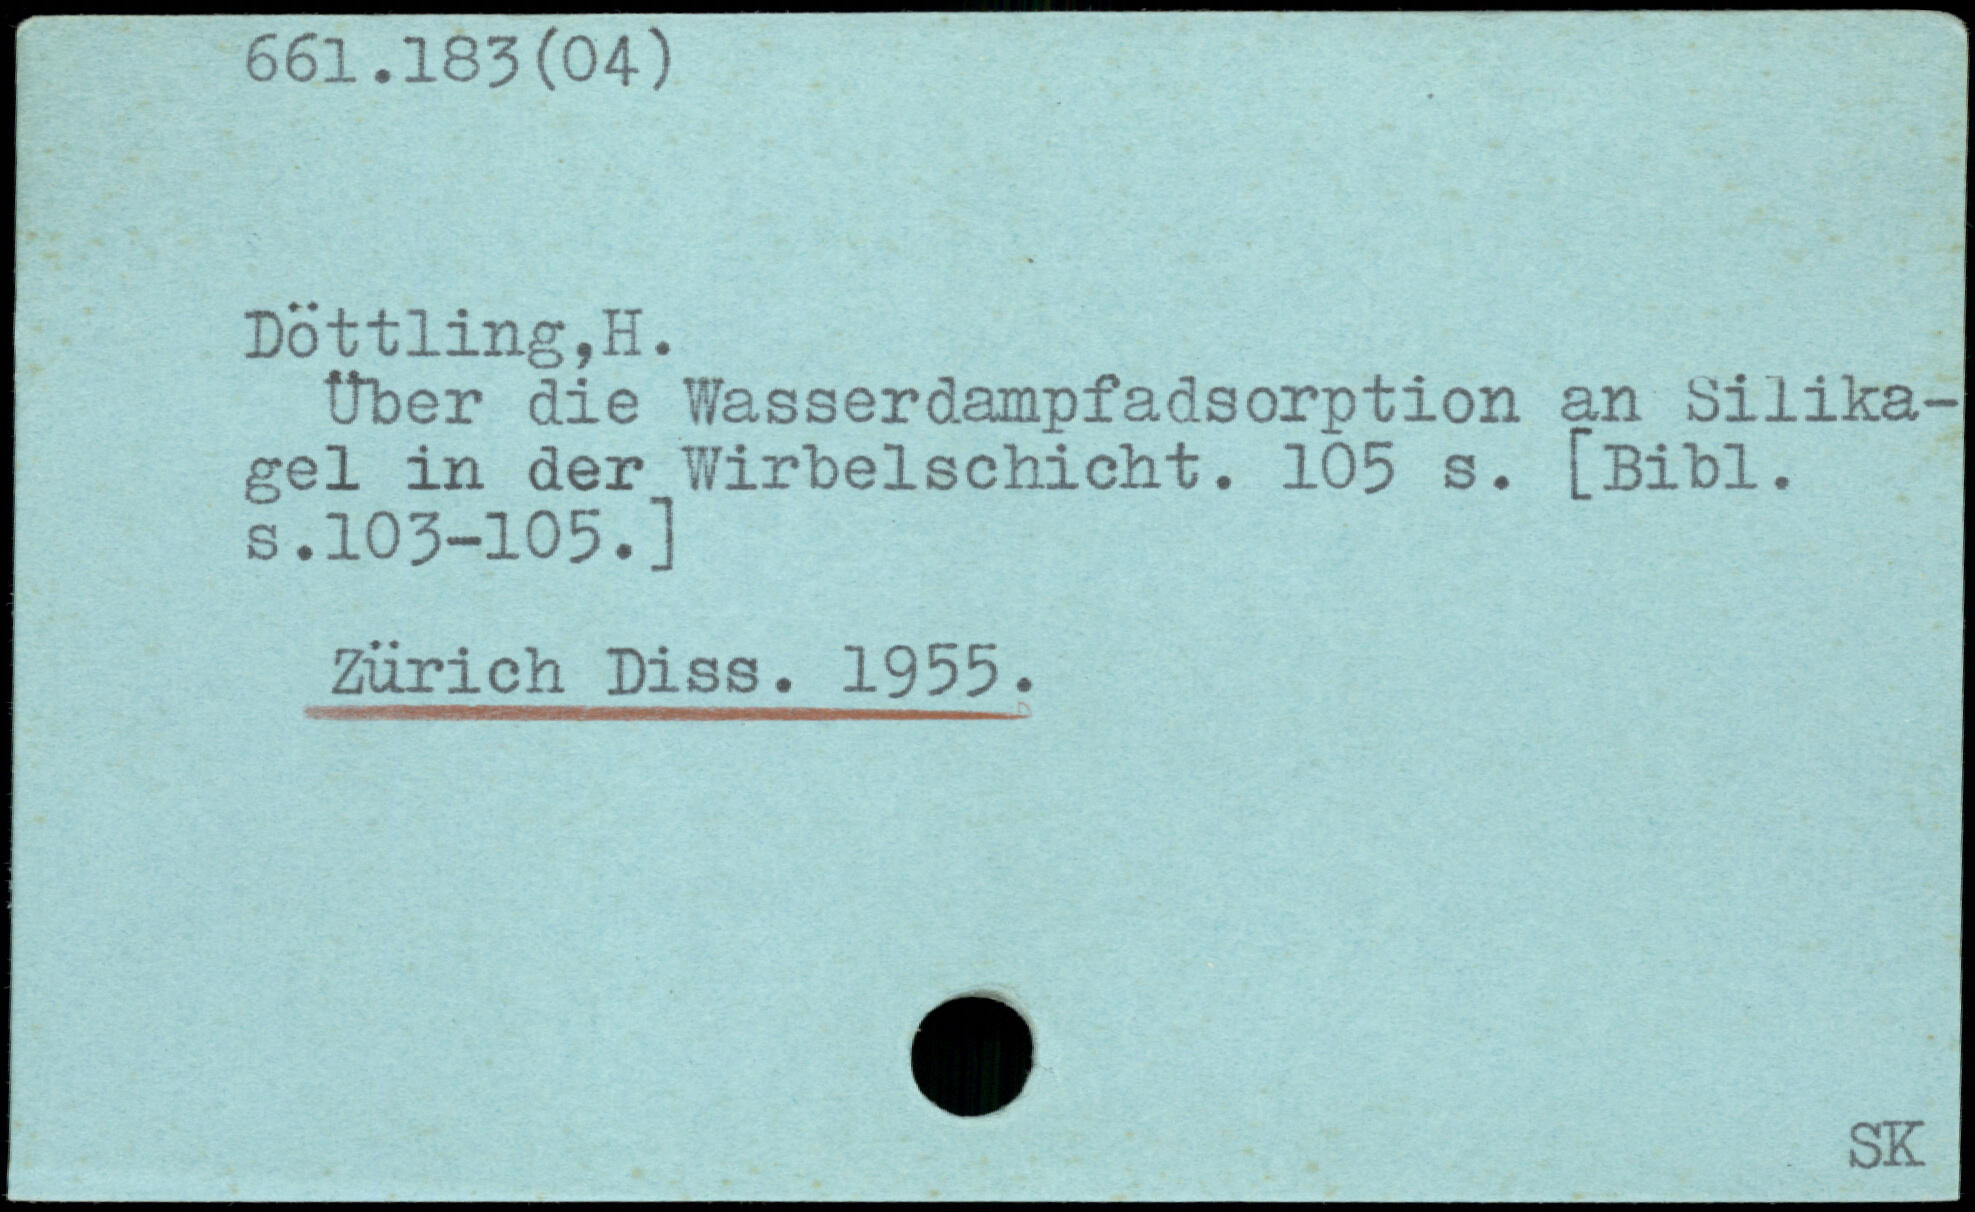 661.183(04)
Döttling,H.
Über die Wasserdampfadsorption an Silika-
gel in der Wirbelschicht. 105 s. [Bibl.
s.103-105.]
Zürich Diss. 1955.
SK